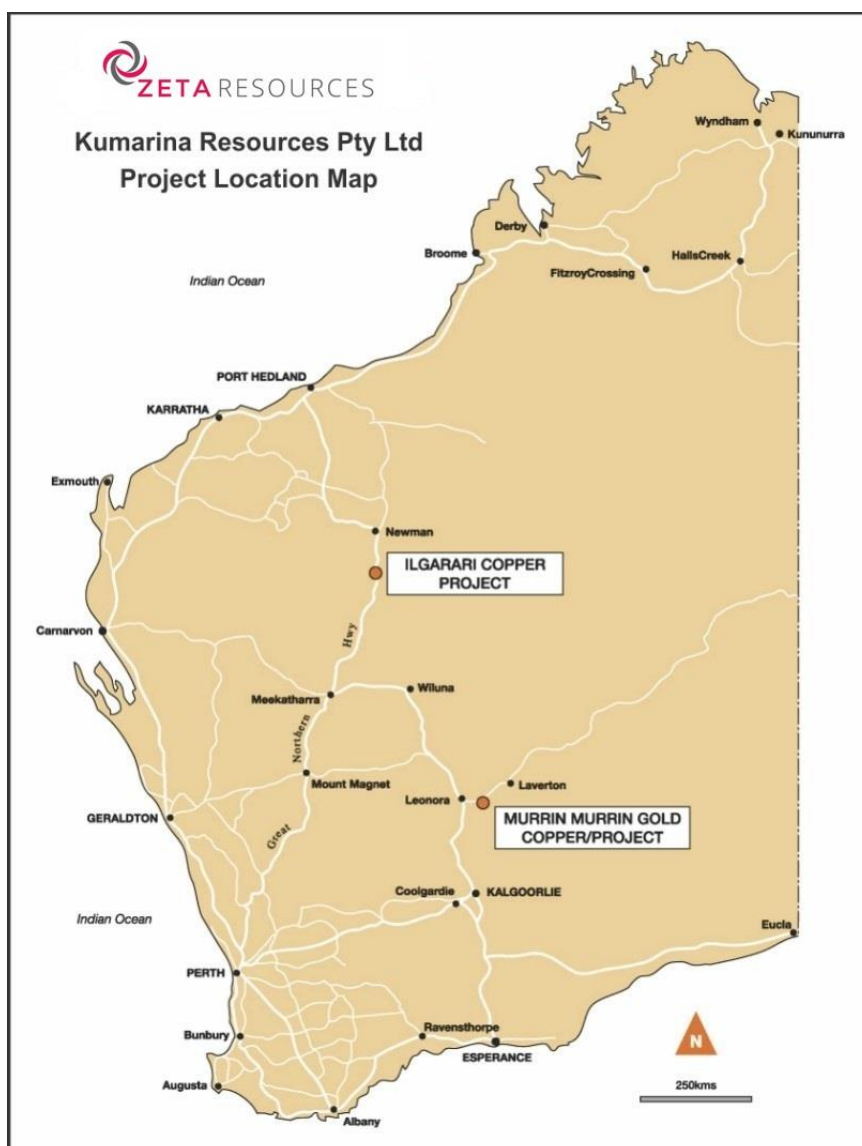 ZETA RESOURCES
Kumarina Resources Pty Ltd
Project Location Map
Wyndham
Kununurra
Derby
Broome
FitzroyCrossing
HallsCreek
Indian Ocean
PORT HEDLAND
KARRATHA
Exmouth
Newman
ILGARARI COPPER
PROJECT
Carnarvon
Hwy
Meekatharra
Wiluna
Northern
Mount Magnet
Laverton
Leonora
GERALDTON
MURRIN MURRIN GOLD
COPPER/PROJECT
Great
Coolgardie
KALGOORLIE
Indian Ocean
Eucla
PERTH
Bunbury
Ravensthorpe
ESPERANCE
N
Augusta
250kms
Albany